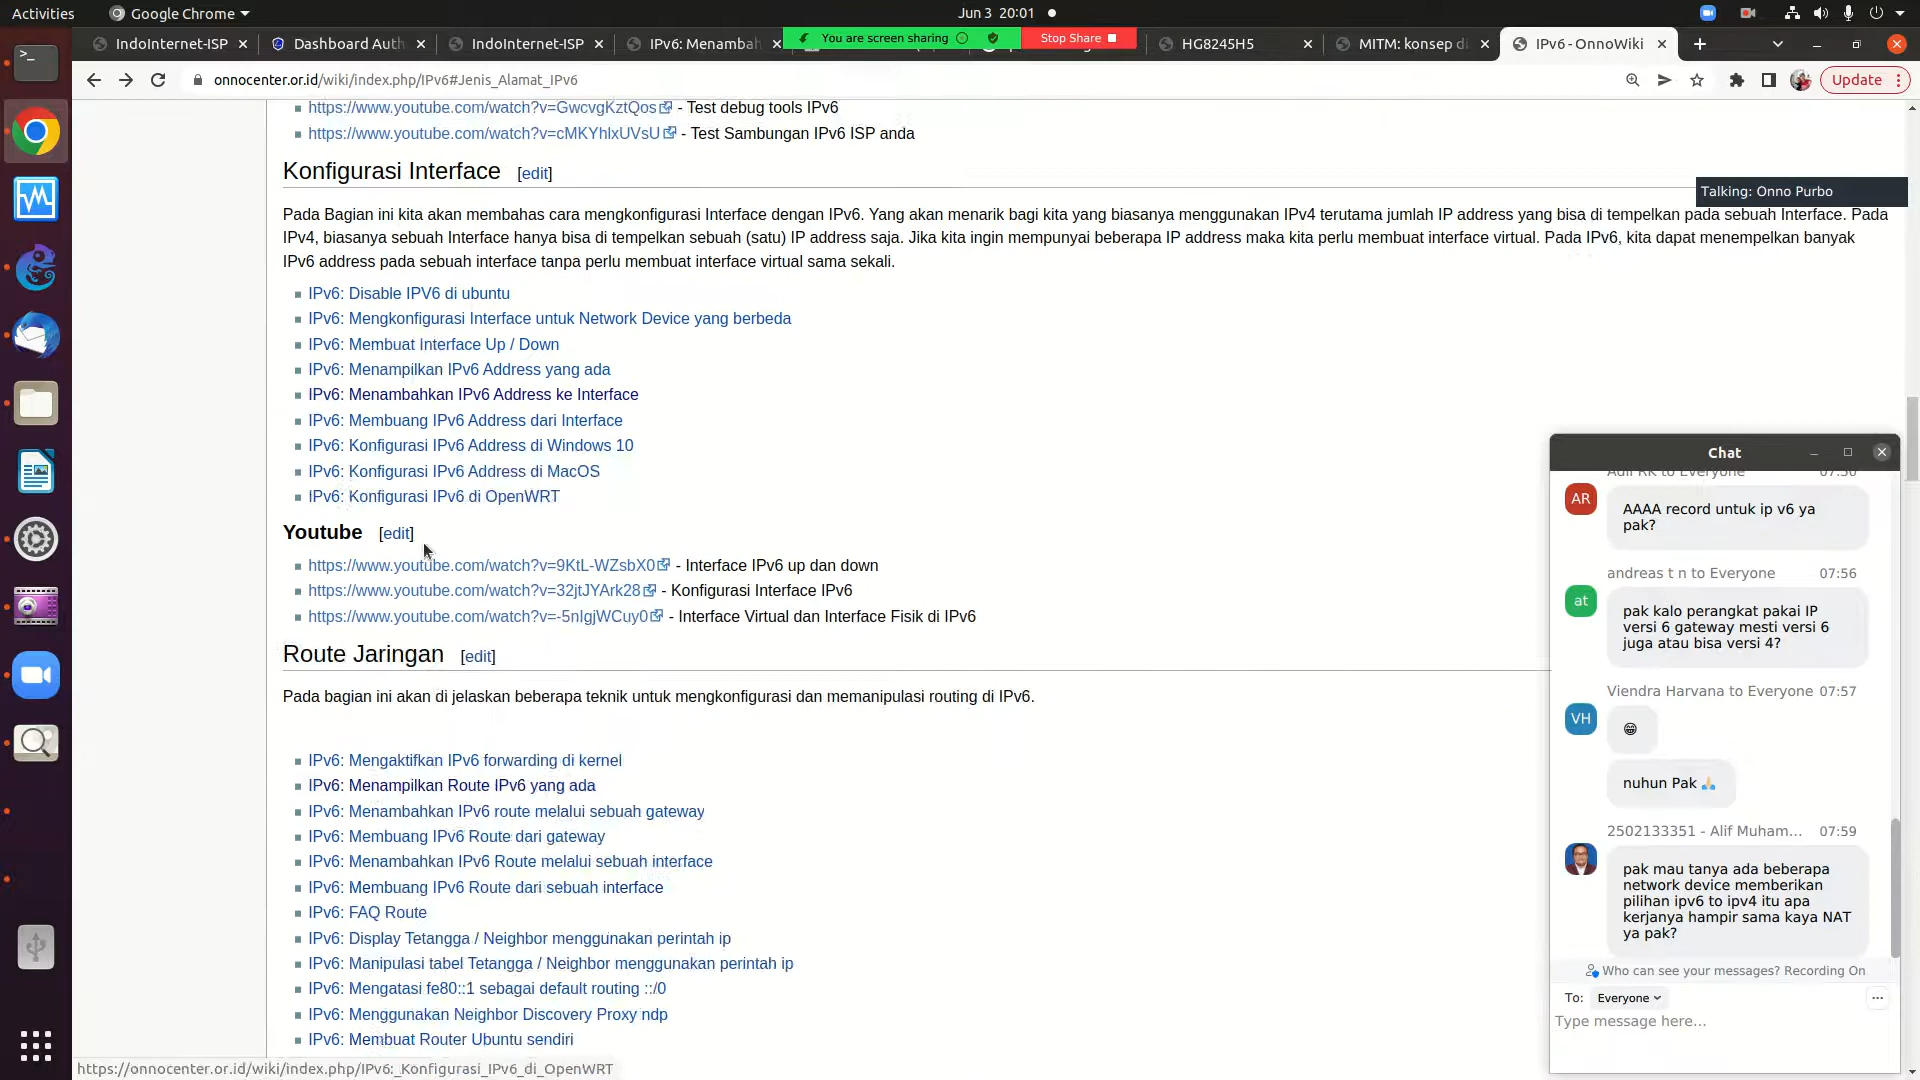 Activities
Google Chrome
Jun 3 20:01
IndoInternet-ISP
Dashboard Auth
IndoInternet-ISP
IPv6: Menambah
You are screen sharing
Stop Share
HG8245H5
MITM: konsep d
IPv6 - OnnoWiki
onnocenter.or.id/wiki/index.php/IPv6#Jenis_Alamat_IPv6
Update
https://www.youtube.com/watch?v=GwcvgKztQos - Test debug tools IPv6
https://www.youtube.com/watch?v=cMKYhlxUVsU - Test Sambungan IPv6 ISP anda
Konfigurasi Interface [edit]
Talking: Onno Purbo
Pada Bagian ini kita akan membahas cara mengkonfigurasi Interface dengan IPv6. Yang akan menarik bagi kita yang biasanya menggunakan IPv4 terutama jumlah IP address yang bisa di tempelkan pada sebuah Interface. Pada
IPv4, biasanya sebuah Interface hanya bisa di tempelkan sebuah (satu) IP address saja. Jika kita ingin mempunyai beberapa IP address maka kita perlu membuat interface virtual. Pada IPv6, kita dapat menempelkan banyak
IPv6 address pada sebuah interface tanpa perlu membuat interface virtual sama sekali.
IPv6: Disable IPV6 di ubuntu
IPv6: Mengkonfigurasi Interface untuk Network Device yang berbeda
IPv6: Membuat Interface Up / Down
IPv6: Menampilkan IPv6 Address yang ada
IPv6: Menambahkan IPv6 Address ke Interface
IPv6: Membuang IPv6 Address dari Interface
IPv6: Konfigurasi IPv6 Address di Windows 10
IPv6: Konfigurasi IPv6 Address di MacOS
IPv6: Konfigurasi IPv6 di OpenWRT
Youtube [edit]
https://www.youtube.com/watch?v=9KtL-WZsbX0 - Interface IPv6 up dan down
https://www.youtube.com/watch?v=32jtJYArk28 - Konfigurasi Interface IPv6
https://www.youtube.com/watch?v=-5nIgjWCuy0 - Interface Virtual dan Interface Fisik di IPv6
Route Jaringan [edit]
Pada bagian ini akan di jelaskan beberapa teknik untuk mengkonfigurasi dan memanipulasi routing di IPv6.
IPv6: Mengaktifkan IPv6 forwarding di kernel
IPv6: Menampilkan Route IPv6 yang ada
IPv6: Menambahkan IPv6 route melalui sebuah gateway
IPv6: Membuang IPv6 Route dari gateway
IPv6: Menambahkan IPv6 Route melalui sebuah interface
IPv6: Membuang IPv6 Route dari sebuah interface
IPv6: FAQ Route
IPv6: Display Tetangga / Neighbor menggunakan perintah ip
IPv6: Manipulasi tabel Tetangga / Neighbor menggunakan perintah ip
IPv6: Mengatasi fe80::1 sebagai default routing ::/0
IPv6: Menggunakan Neighbor Discovery Proxy ndp
IPv6: Membuat Router Ubuntu sendiri
https://onnocenter.or.id/wiki/index.php/IPv6:_Konfigurasi_IPv6_di_OpenWRT
Chat
Adif RK to Everyone 07:50
AR
AAAA record untuk ip v6 ya
pak?
andreas t n to Everyone 07:56
at
pak kalo perangkat pakai IP
versi 6 gateway mesti versi 6
juga atau bisa versi 4?
Viendra Harvana to Everyone 07:57
VH
😁
nuhun Pak 🙏
2502133351 - Alif Muham... 07:59
pak mau tanya ada beberapa
network device memberikan
pilihan ipv6 to ipv4 itu apa
kerjanya hampir sama kaya NAT
ya pak?
Who can see your messages? Recording On
To: Everyone
Type message here...